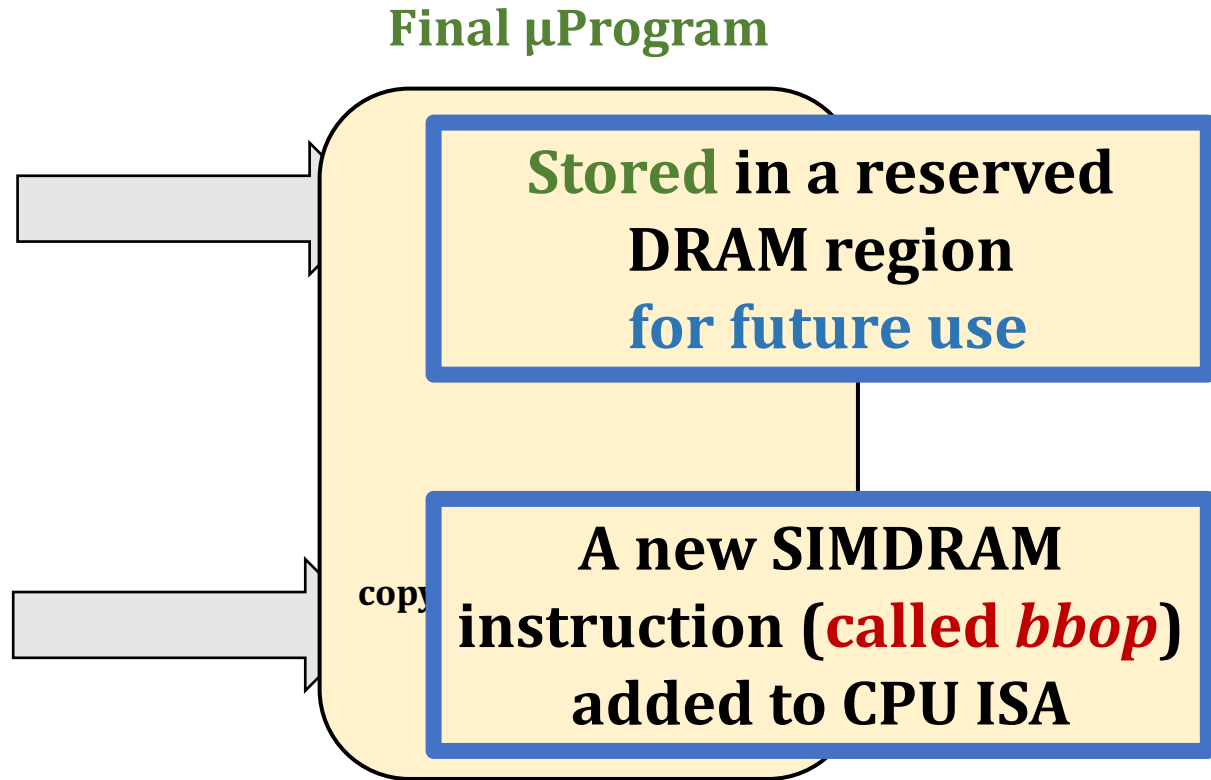 Final µProgram
Stored in a reserved
DRAM region
for future use
A new SIMDRAM
copy
instruction (called bbop)
added to CPU ISA